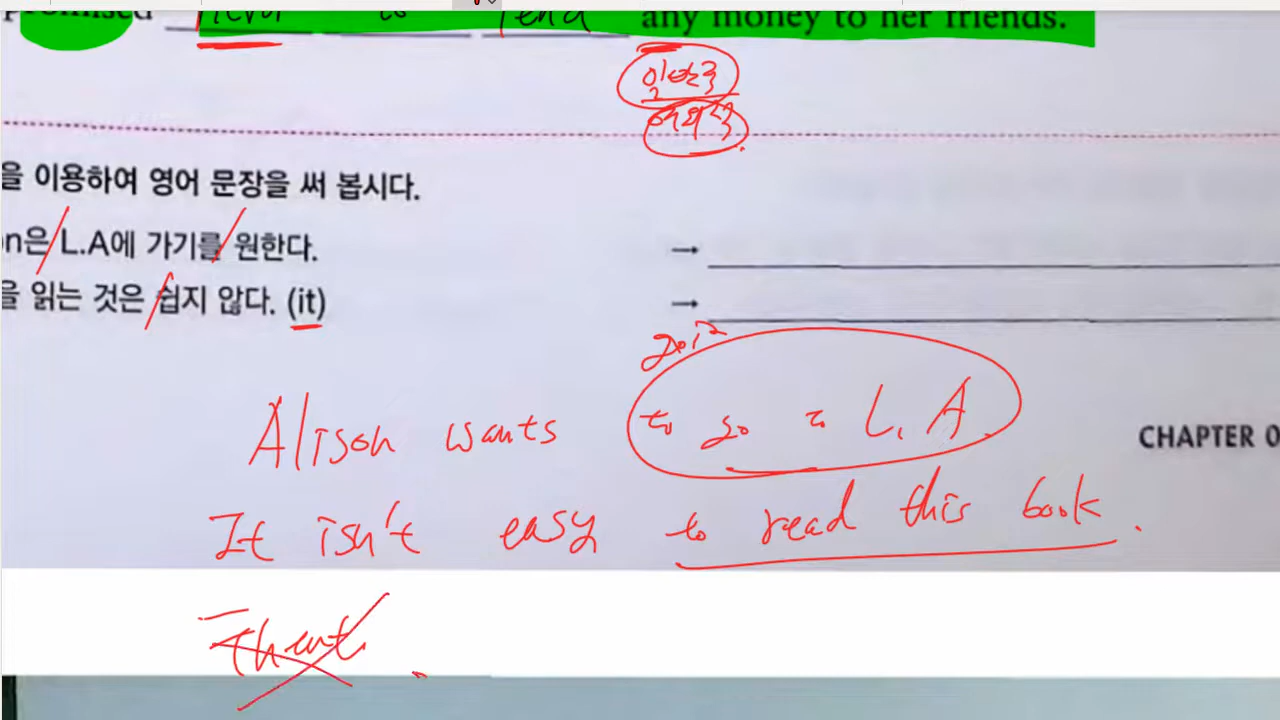 any money to her friends.
을 이용하여 영어 문장을 써 봅시다.
n은 L.A에 가기를 원한다. →
을 읽는 것은 쉽지 않다. (it) →
Alison wants to go to L.A.
CHAPTER 0
It isn't easy to read this book.